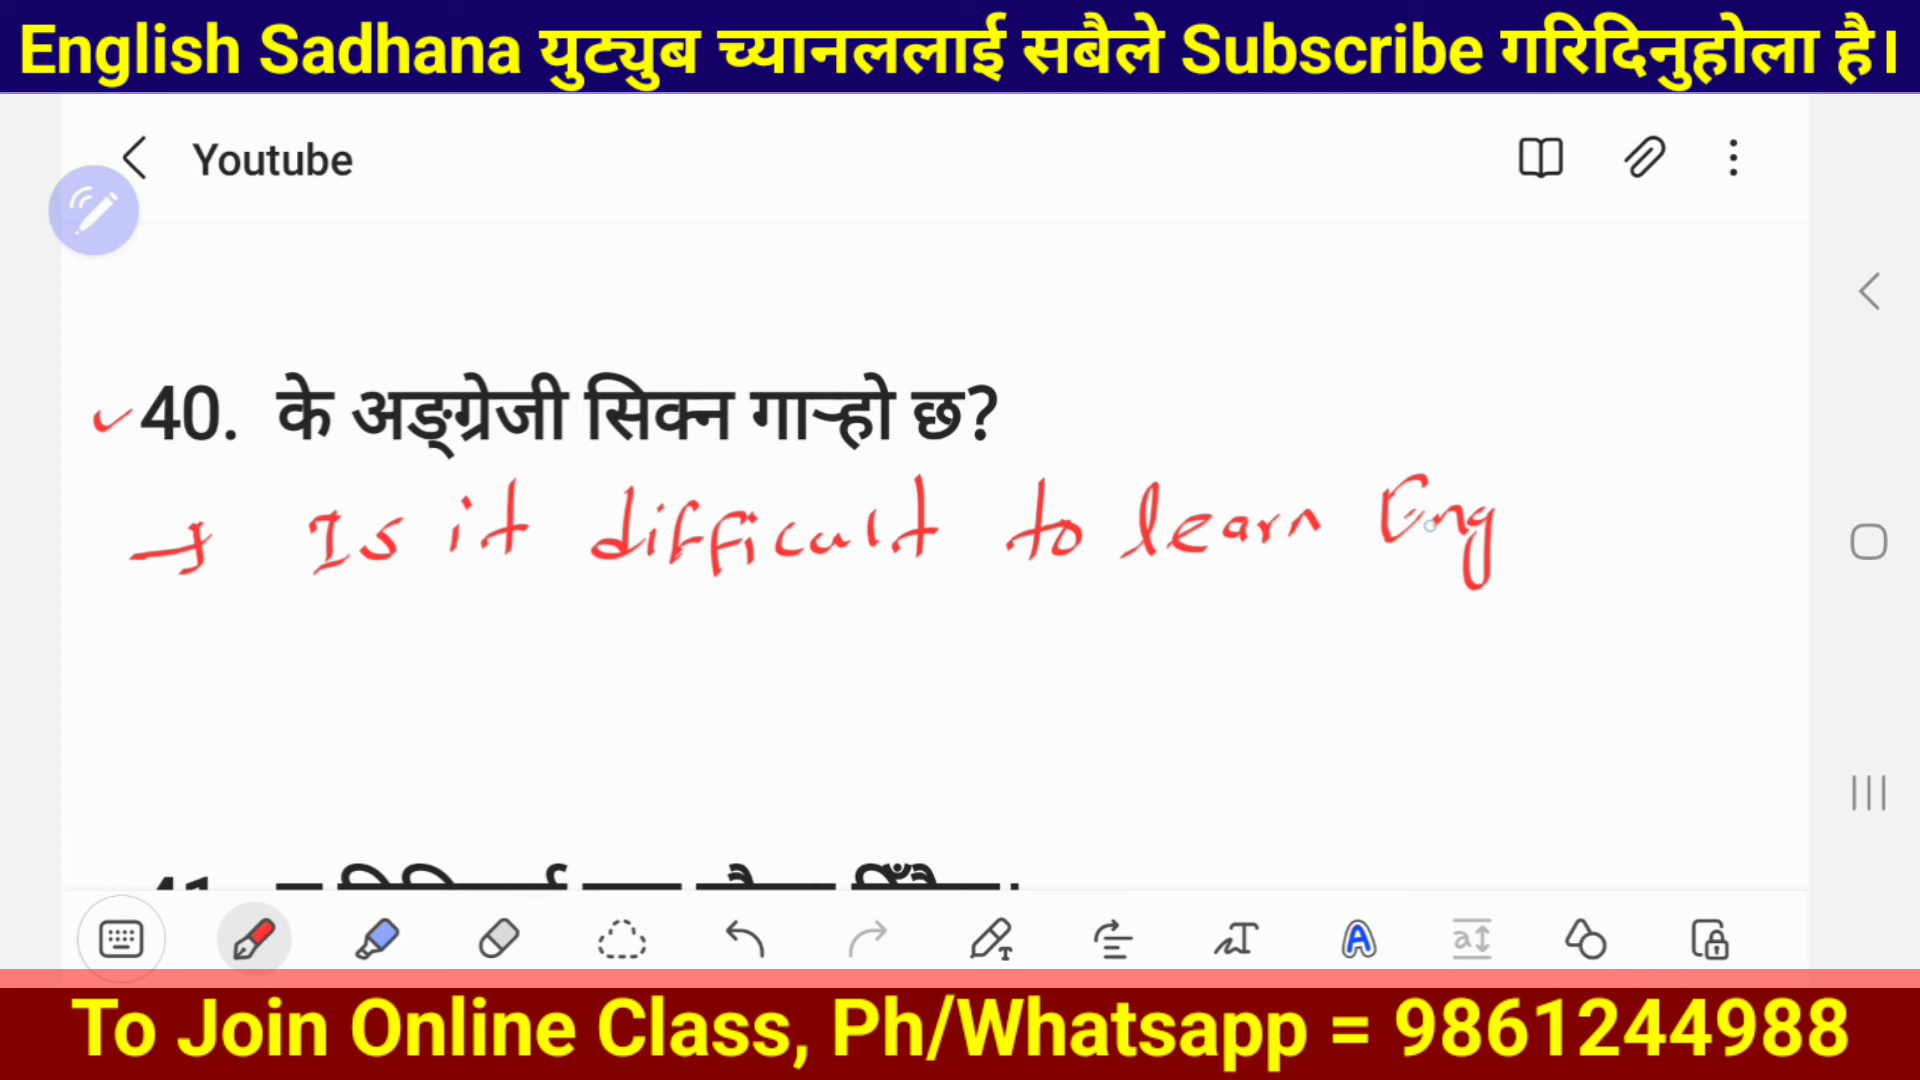 English Sadhana युट्युब च्यानललाई सबैले Subscribe गरिदिनुहोला है।
Youtube
40. के अङ्ग्रेजी सिक्न गाऱ्हो छ?
→ Is it difficult to learn Eng
41.
To Join Online Class, Ph/Whatsapp = 9861244988